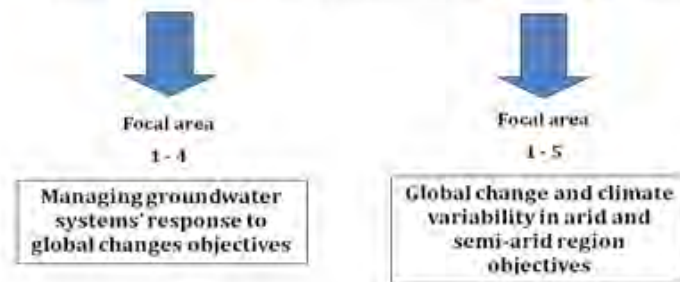 Focal area
1 - 4
Managing groundwater
systems' response to
global changes objectives
Focal area
1 - 5
Global change and climate
variability in arid and
semi-arid region
objectives